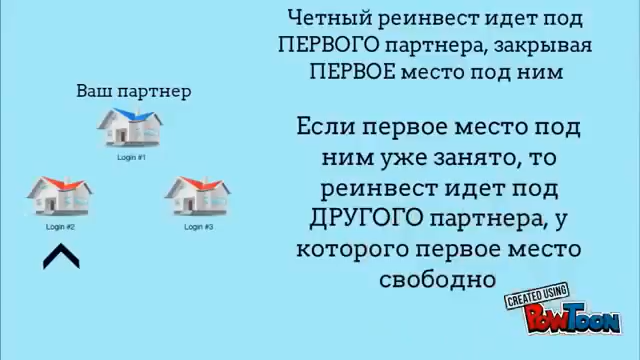 Четный реинвест идет под
ПЕРВОГО партнера, закрывая
ПЕРВОЕ место под ним
Ваш партнер
Login #1
Если первое место под
ним уже занято, то
реинвест идет под
ДРУГОГО партнера, у
которого первое место
свободно
Login #2
Login #3
CREATED USING
POWTOON